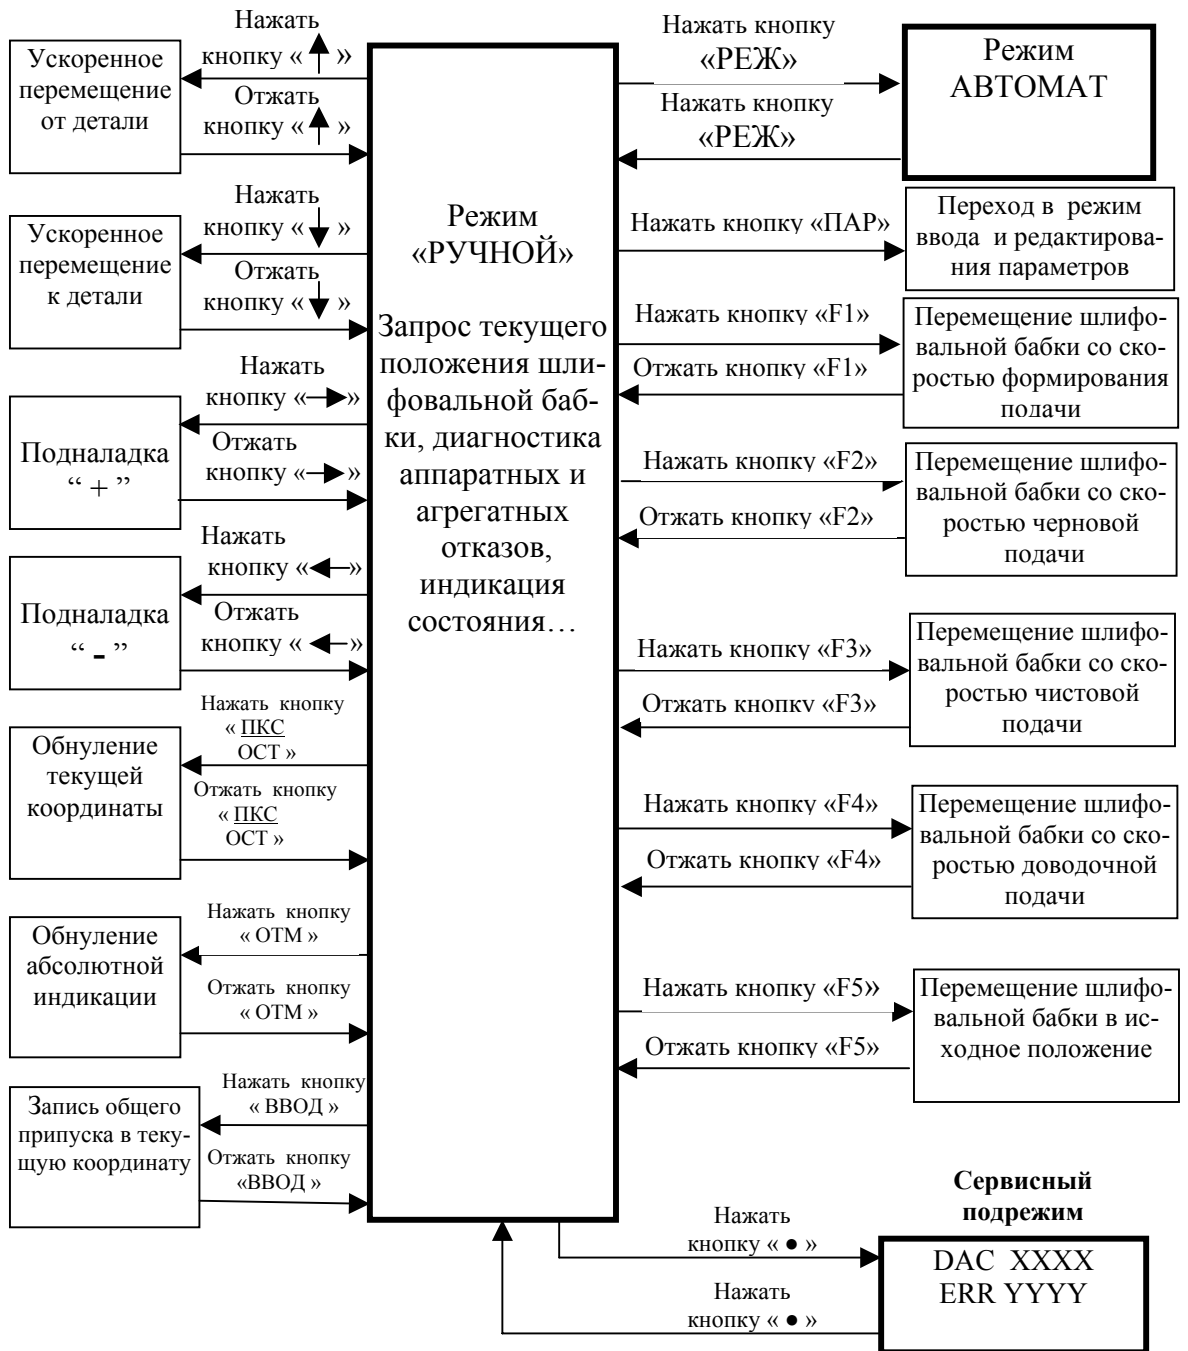 Ускоренное
перемещение
от детали
Нажать
кнопку « ↑ »
Отжать
кнопку « ↑ »
Ускоренное
перемещение
к детали
Нажать
кнопку « ↓ »
Отжать
кнопку « ↓ »
Подналадка
“ + ”
Нажать
кнопку «→»
Отжать
кнопку «→»
Подналадка
“ - ”
Нажать
кнопку «←»
Отжать
кнопку «←»
Обнуление
текущей
координаты
Нажать кнопку
« ПКС
ОСТ »
Отжать кнопку
« ПКС
ОСТ »
Обнуление
абсолютной
индикации
Нажать кнопку
« ОТМ »
Отжать кнопку
« ОТМ »
Запись общего
припуска в теку-
щую координату
Нажать кнопку
« ВВОД »
Отжать кнопку
«ВВОД »
Режим
«РУЧНОЙ»
Запрос текущего
положения шли-
фовальной баб-
ки, диагностика
аппаратных и
агрегатных
отказов,
индикация
состояния…
Нажать кнопку
«РЕЖ»
Нажать кнопку
«РЕЖ»
Режим
АВТОМАТ
Нажать кнопку «ПАР»
Переход в режим
ввода и редактирова-
ния параметров
Нажать кнопку «F1»
Отжать кнопку «F1»
Перемещение шлифо-
вальной бабки со ско-
ростью формирования
подачи
Нажать кнопку «F2»
Отжать кнопку «F2»
Перемещение шлифо-
вальной бабки со ско-
ростью черновой
подачи
Нажать кнопку «F3»
Отжать кнопку «F3»
Перемещение шлифо-
вальной бабки со ско-
ростью чистовой
подачи
Нажать кнопку «F4»
Отжать кнопку «F4»
Перемещение шлифо-
вальной бабки со ско-
ростью доводочной
подачи
Нажать кнопку «F5»
Отжать кнопку «F5»
Перемещение шлифо-
вальной бабки в ис-
ходное положение
Сервисный
подрежим
Нажать
кнопку « ● »
Нажать
кнопку « ● »
DAC XXXX
ERR YYYY